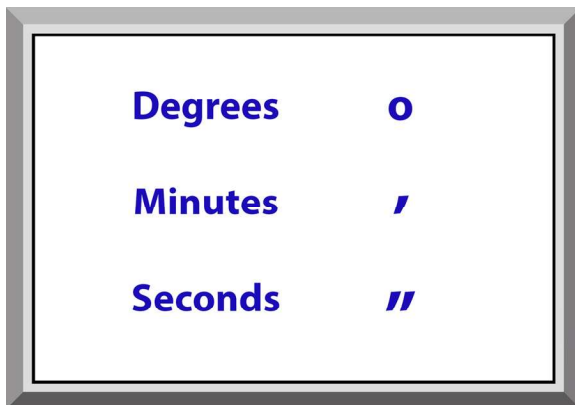 Degrees o
Minutes ′
Seconds ″